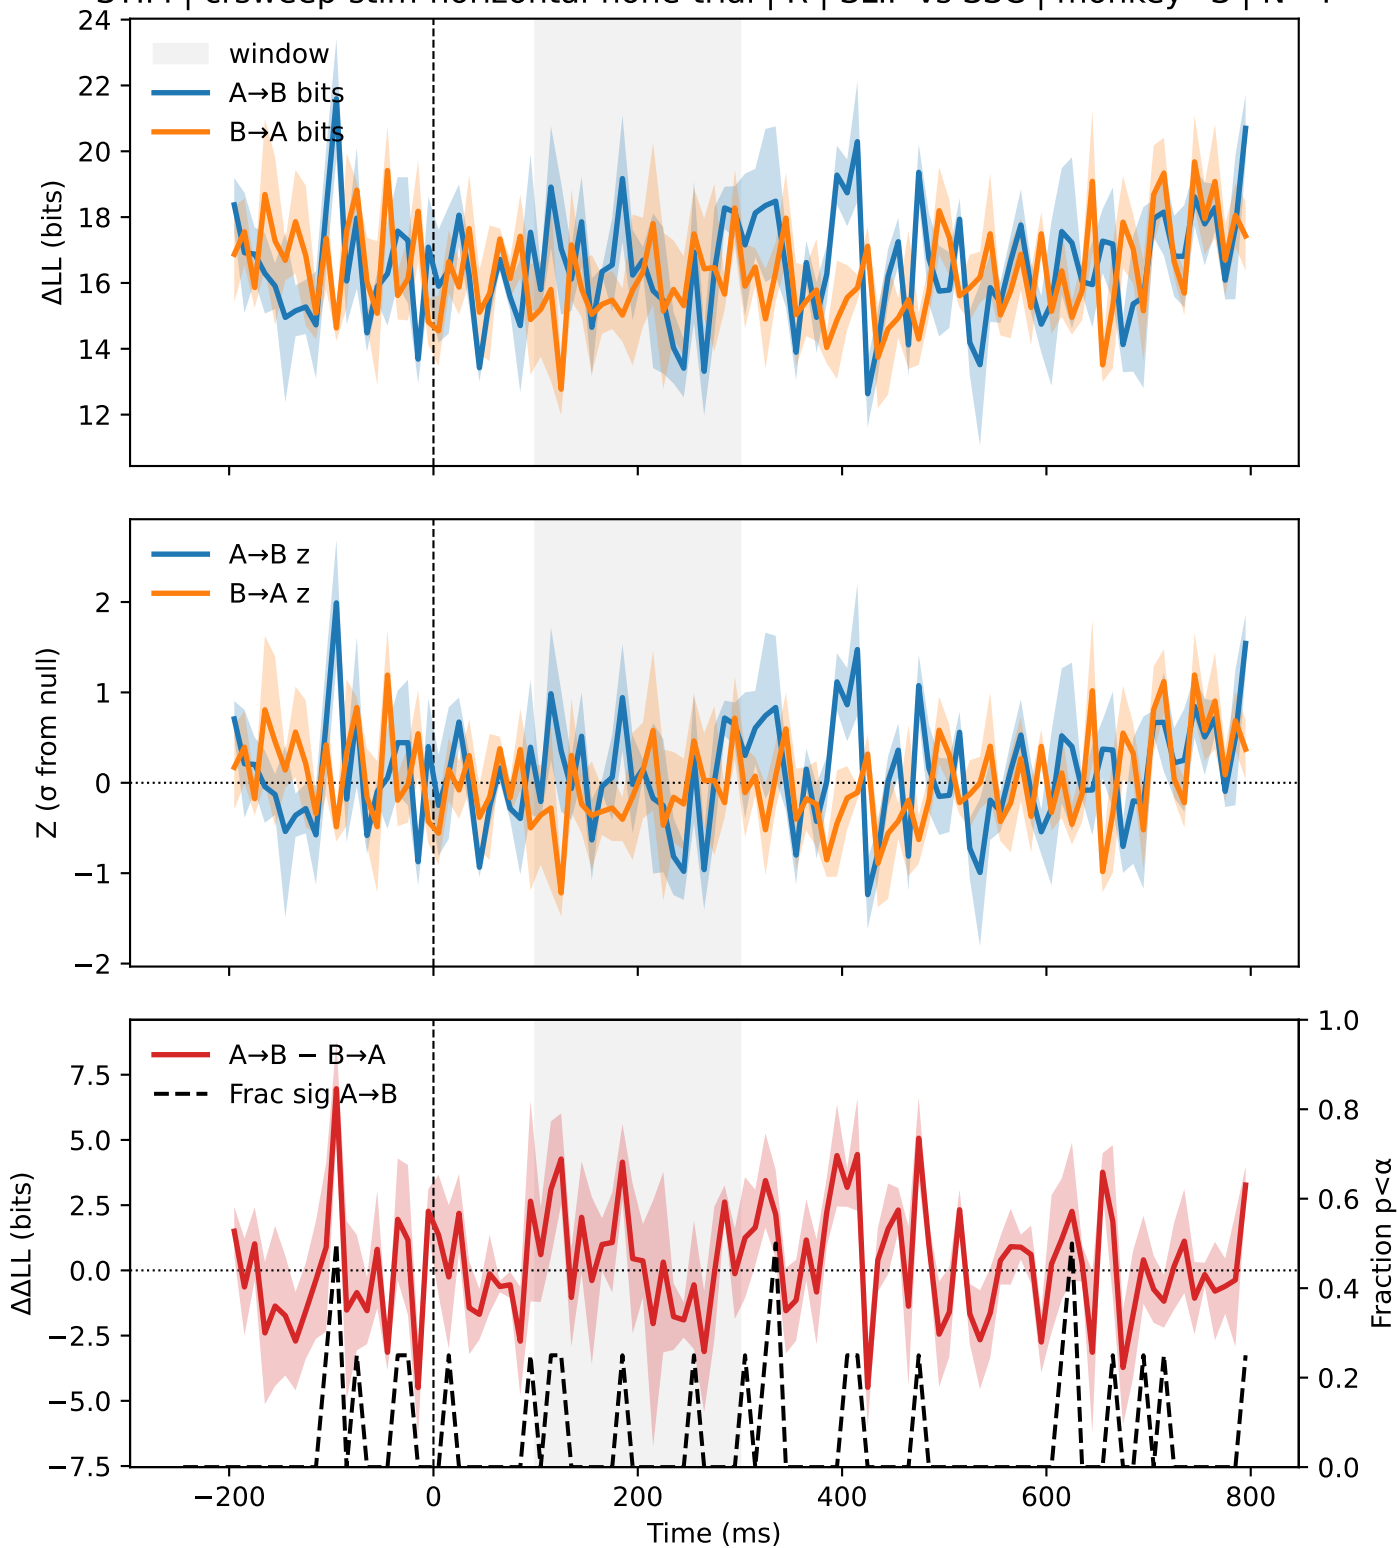 24
22
20
18
16
14
12
ΔLL (bits)
window
A→B bits
B→A bits
2
1
0
−1
−2
Z (σ from null)
A→B z
B→A z
7.5
5.0
2.5
0.0
−2.5
−5.0
−7.5
ΔΔLL (bits)
A→B − B→A
Frac sig A→B
1.0
0.8
0.6
0.4
0.2
0.0
Fraction p<α
−200 0 200 400 600 800
Time (ms)